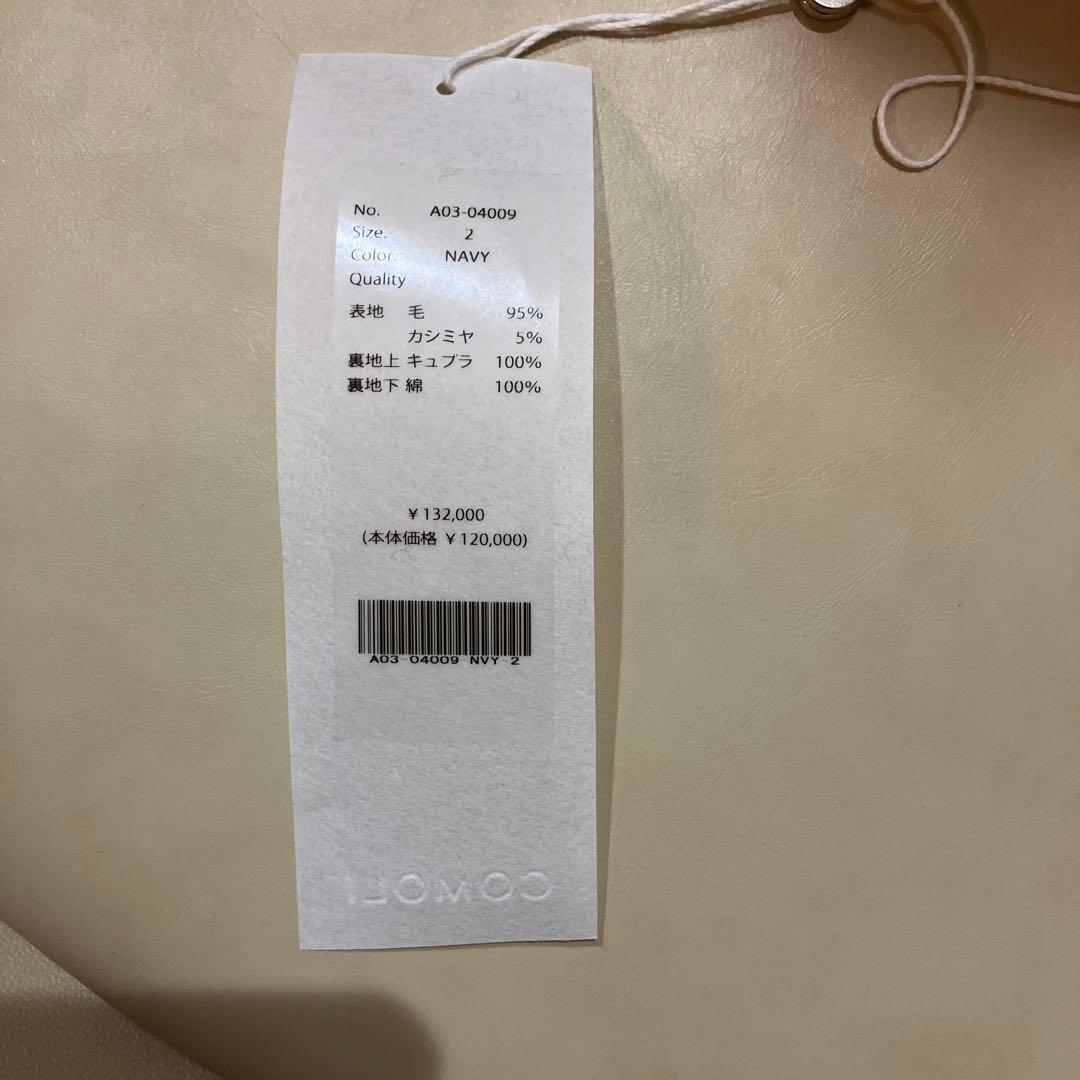 No. A03-04009
Size. 2
Color. NAVY
Quality
表地 毛 95%
カシミヤ 5%
裏地上 キュプラ 100%
裏地下 綿 100%
¥132,000
(本体価格 ¥120,000)
A03-04009 NVY-2
COMOLI